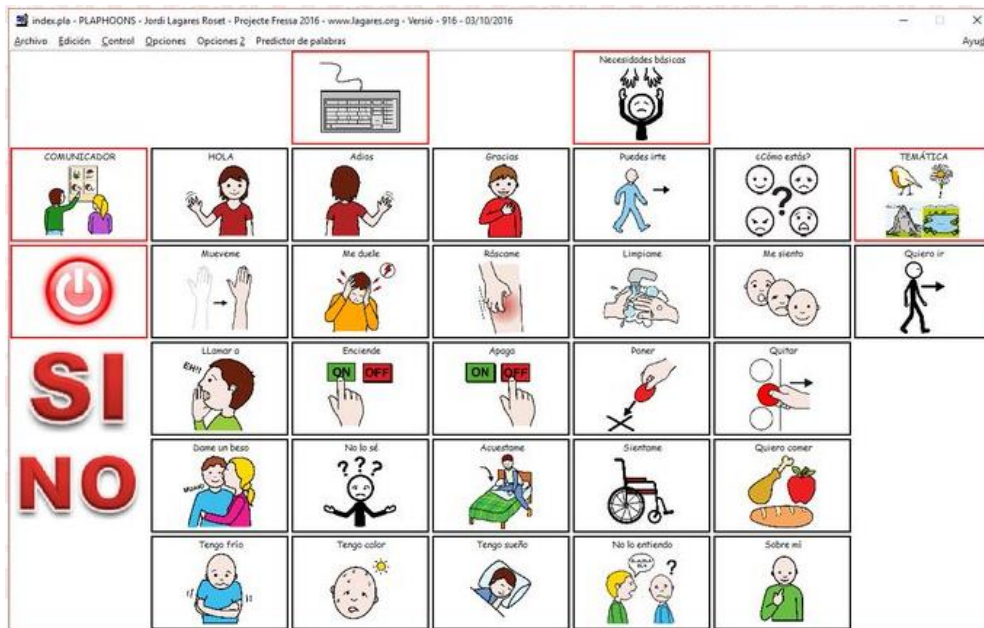 index.pla - PLAPHOONS - Jordi Lagares Roset - Projecte Fressa 2016 - www.lagares.org - Versió - 916 - 03/10/2016
Archivo Edición Control Opciones Opciones 2 Predictor de palabras Ayud
Necesidades básicas
COMUNICADOR HOLA Adios Gracias Puedes irte ¿Cómo estás? TEMÁTICA
Mueveme Me duele Ráscame Limpiame Me siento Quiero ir
LLamar a Enciende Apaga Poner Quitar
EH!!
ON OFF ON OFF
SI
Dame un beso No lo sé Acuestame Sientame Quiero comer
???
NO
Tengo frío Tengo calor Tengo sueño No lo entiendo Sobre mí
?